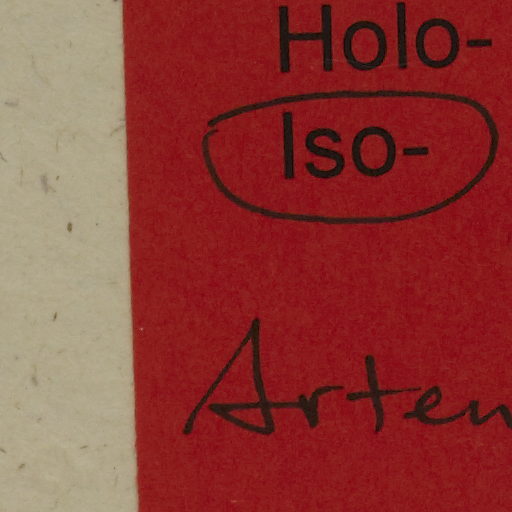 Holo-
Iso-
Arten